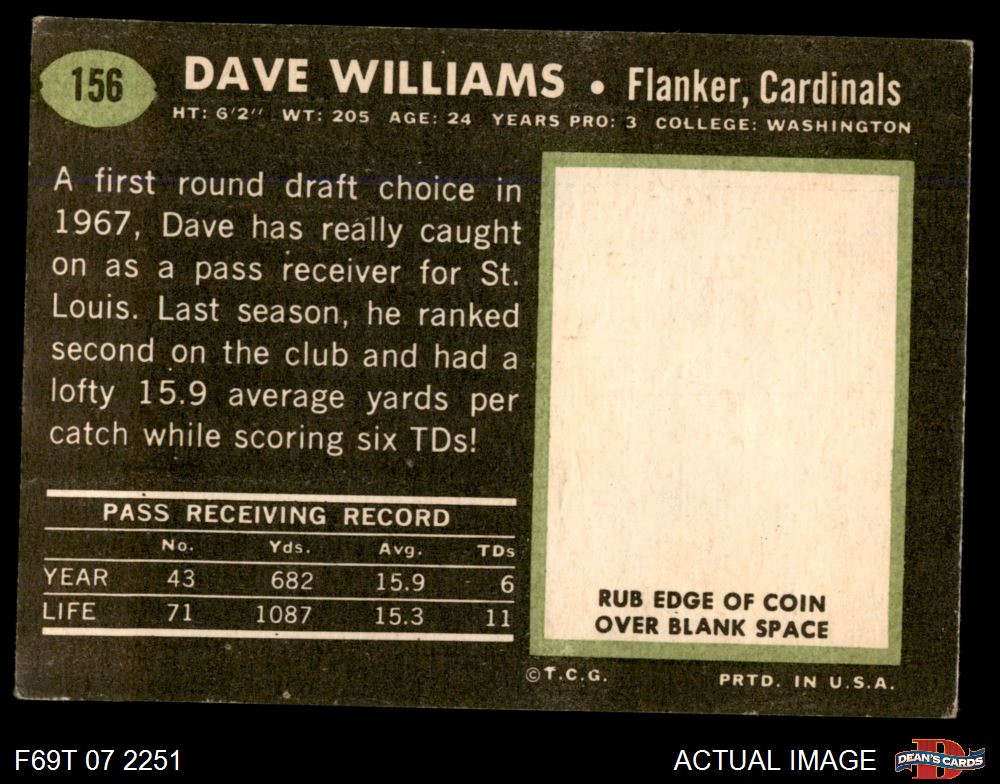 156
DAVE WILLIAMS • Flanker, Cardinals
HT: 6'2" WT: 205 AGE: 24 YEARS PRO: 3 COLLEGE: WASHINGTON
A first round draft choice in
1967, Dave has really caught
on as a pass receiver for St.
Louis. Last season, he ranked
second on the club and had a
lofty 15.9 average yards per
catch while scoring six TDs!
PASS RECEIVING RECORD
No. Yds. Avg. TDs
YEAR 43 682 15.9 6
LIFE 71 1087 15.3 11
RUB EDGE OF COIN
OVER BLANK SPACE
©T.C.G. PRTD. IN U.S.A.
F69T 07 2251
ACTUAL IMAGE
D
DEAN'S CARDS